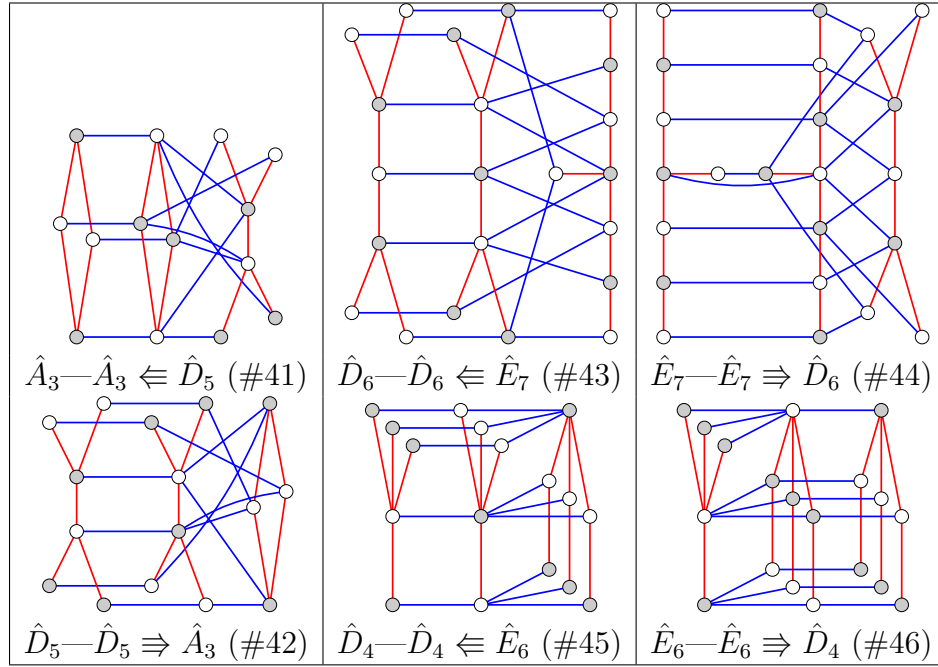 Â₃—Â₃ ⇚ D̂₅ (#41)
D̂₆—D̂₆ ⇚ Ê₇ (#43)
Ê₇—Ê₇ ⇛ D̂₆ (#44)
D̂₅—D̂₅ ⇛ Â₃ (#42)
D̂₄—D̂₄ ⇚ Ê₆ (#45)
Ê₆—Ê₆ ⇛ D̂₄ (#46)